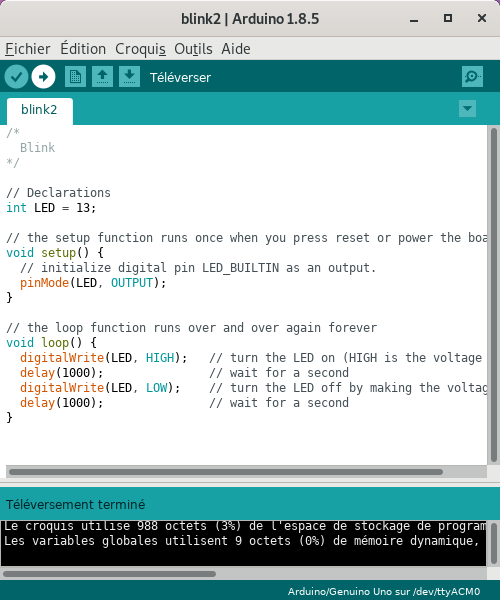 blink2 | Arduino 1.8.5
Fichier Édition Croquis Outils Aide
Téléverser
blink2
/*
  Blink
*/
// Declarations
int LED = 13;
// the setup function runs once when you press reset or power the boa
void setup() {
  // initialize digital pin LED_BUILTIN as an output.
  pinMode(LED, OUTPUT);
}
// the loop function runs over and over again forever
void loop() {
  digitalWrite(LED, HIGH);   // turn the LED on (HIGH is the voltage
  delay(1000);               // wait for a second
  digitalWrite(LED, LOW);    // turn the LED off by making the voltag
  delay(1000);               // wait for a second
}
Téléversement terminé
Le croquis utilise 988 octets (3%) de l'espace de stockage de program
Les variables globales utilisent 9 octets (0%) de mémoire dynamique,
Arduino/Genuino Uno sur /dev/ttyACM0